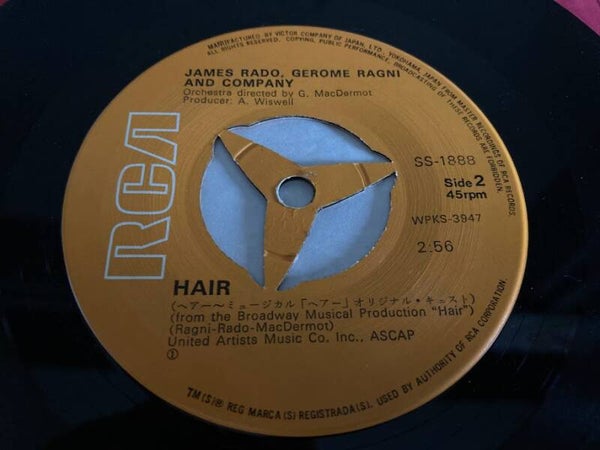 MANUFACTURED BY VICTOR COMPANY OF JAPAN, LTD., YOKOHAMA, JAPAN FROM MASTER RECORDINGS OF RCA RECORDS.
ALL RIGHTS RESERVED. COPYING, PUBLIC PERFORMANCE, BROADCASTING OF THESE RECORDS ARE FORBIDDEN.
JAMES RADO, GEROME RAGNI
AND COMPANY
Orchestra directed by G. MacDermot
Producer: A. Wiswell
RCA
SS-1888
Side 2
45rpm
WPKS-3947
2:56
HAIR
(ヘアー〜ミュージカル「ヘアー」オリジナル・キャスト)
(from the Broadway Musical Production "Hair")
(Ragni-Rado-MacDermot)
United Artists Music Co. Inc., ASCAP
①
TM(S)® REG MARCA(S) REGISTRADA(S). USED BY AUTHORITY OF RCA CORPORATION.